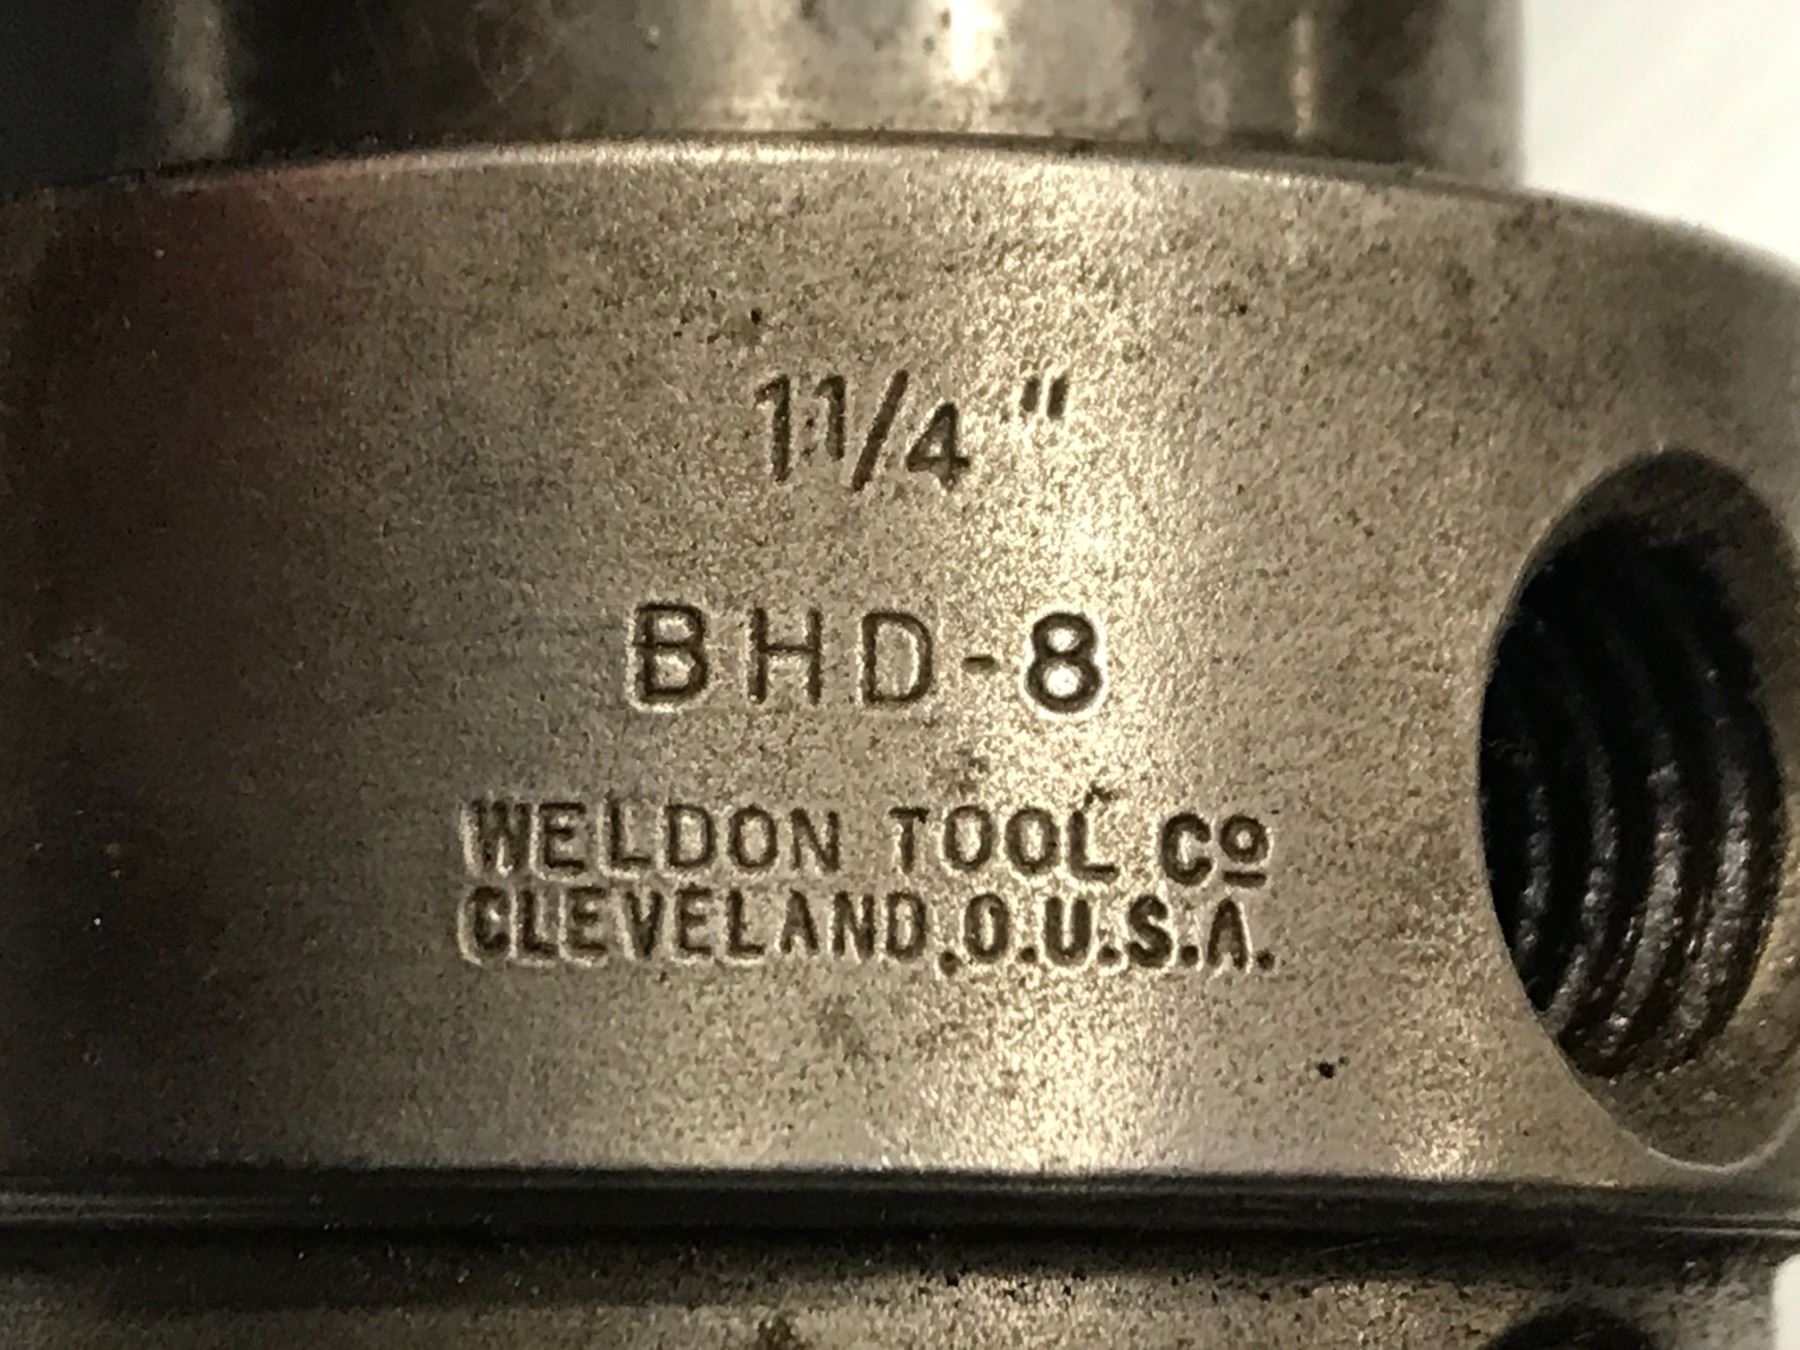 1 1/4 "
BHD-8
WELDON TOOL Cº
CLEVELAND,O.U.S.A.